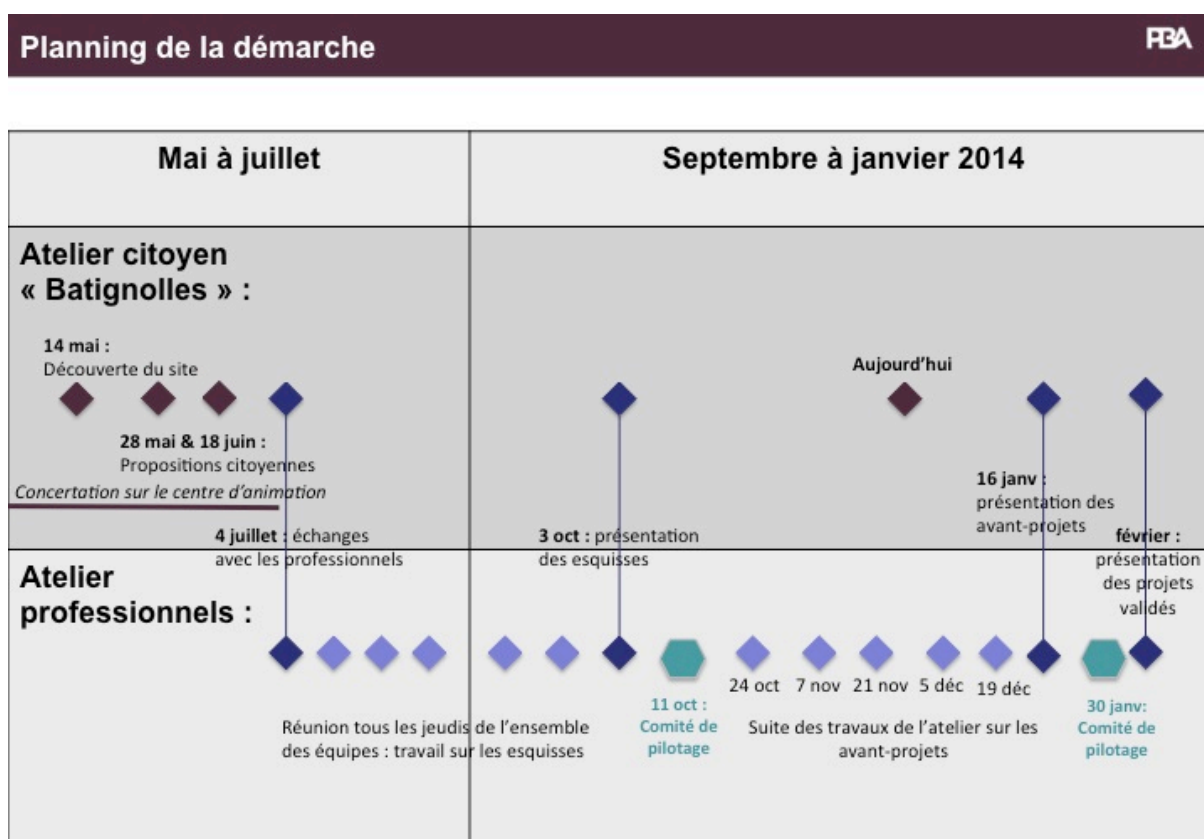 Planning de la démarche
PBA
Mai à juillet
Septembre à janvier 2014
Atelier citoyen
« Batignolles » :
14 mai :
Découverte du site
Aujourd'hui
28 mai & 18 juin :
Propositions citoyennes
Concertation sur le centre d'animation
4 juillet : échanges
avec les professionnels
3 oct : présentation
des esquisses
16 janv :
présentation des
avant-projets
février :
présentation
des projets
validés
Atelier
professionnels :
24 oct
7 nov
21 nov
5 déc
19 déc
Réunion tous les jeudis de l'ensemble
des équipes : travail sur les esquisses
11 oct :
Comité de
pilotage
Suite des travaux de l'atelier sur les
avant-projets
30 janv:
Comité de
pilotage